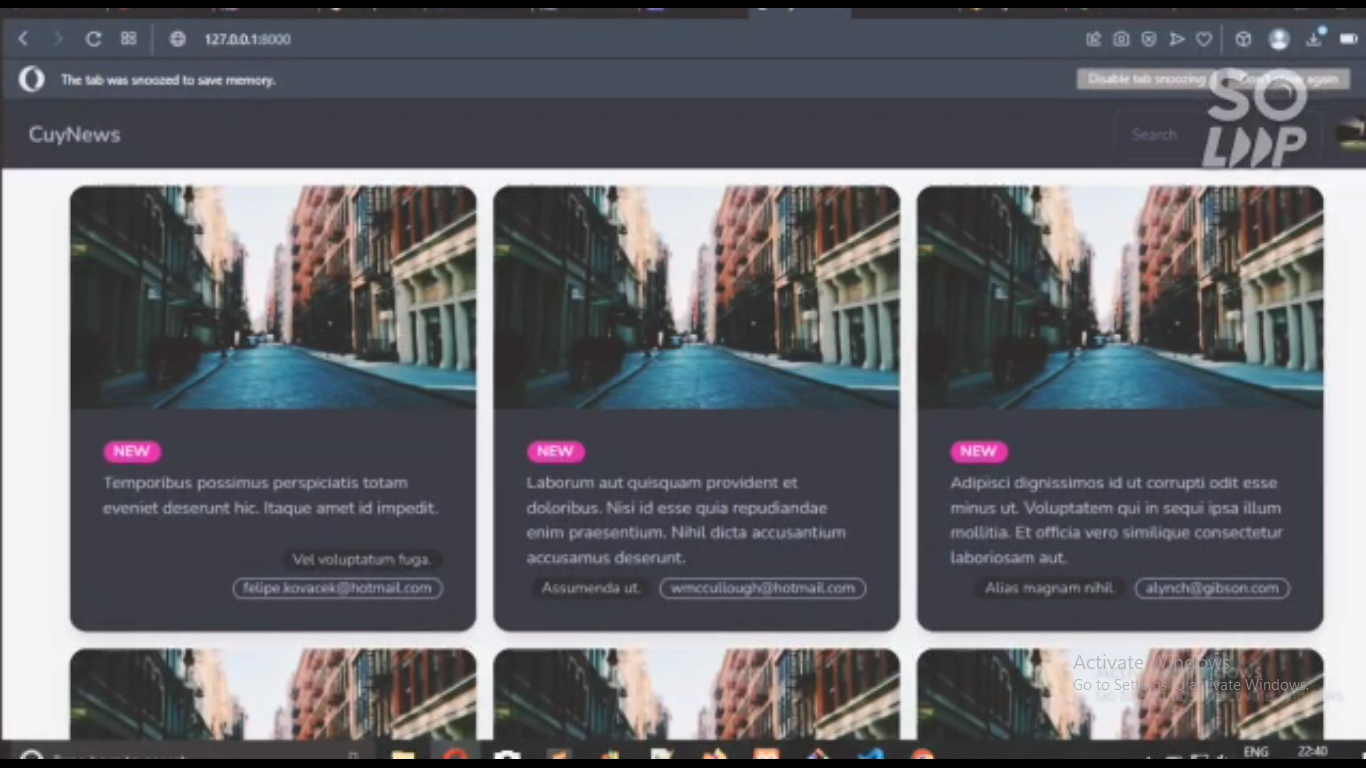 127.0.0.1:8000
The tab was snoozed to save memory.
Disable tab snoozing
again
SO
LOOP
CuyNews
Search
NEW
Temporibus possimus perspiciatis totam
eveniet deserunt hic. Itaque amet id impedit.
Vel voluptatum fuga.
felipe.kovacek@hotmail.com
NEW
Laborum aut quisquam provident et
doloribus. Nisi id esse quia repudiandae
enim praesentium. Nihil dicta accusantium
accusamus deserunt.
Assumenda ut. wmccullough@hotmail.com
NEW
Adipisci dignissimos id ut corrupti odit esse
minus ut. Voluptatem qui in sequi ipsa illum
mollitia. Et officia vero similique consectetur
laboriosam aut.
Alias magnam nihil. alynch@gibson.com
Activate Windows
Go to Settings to activate Windows.
ENG 22:40